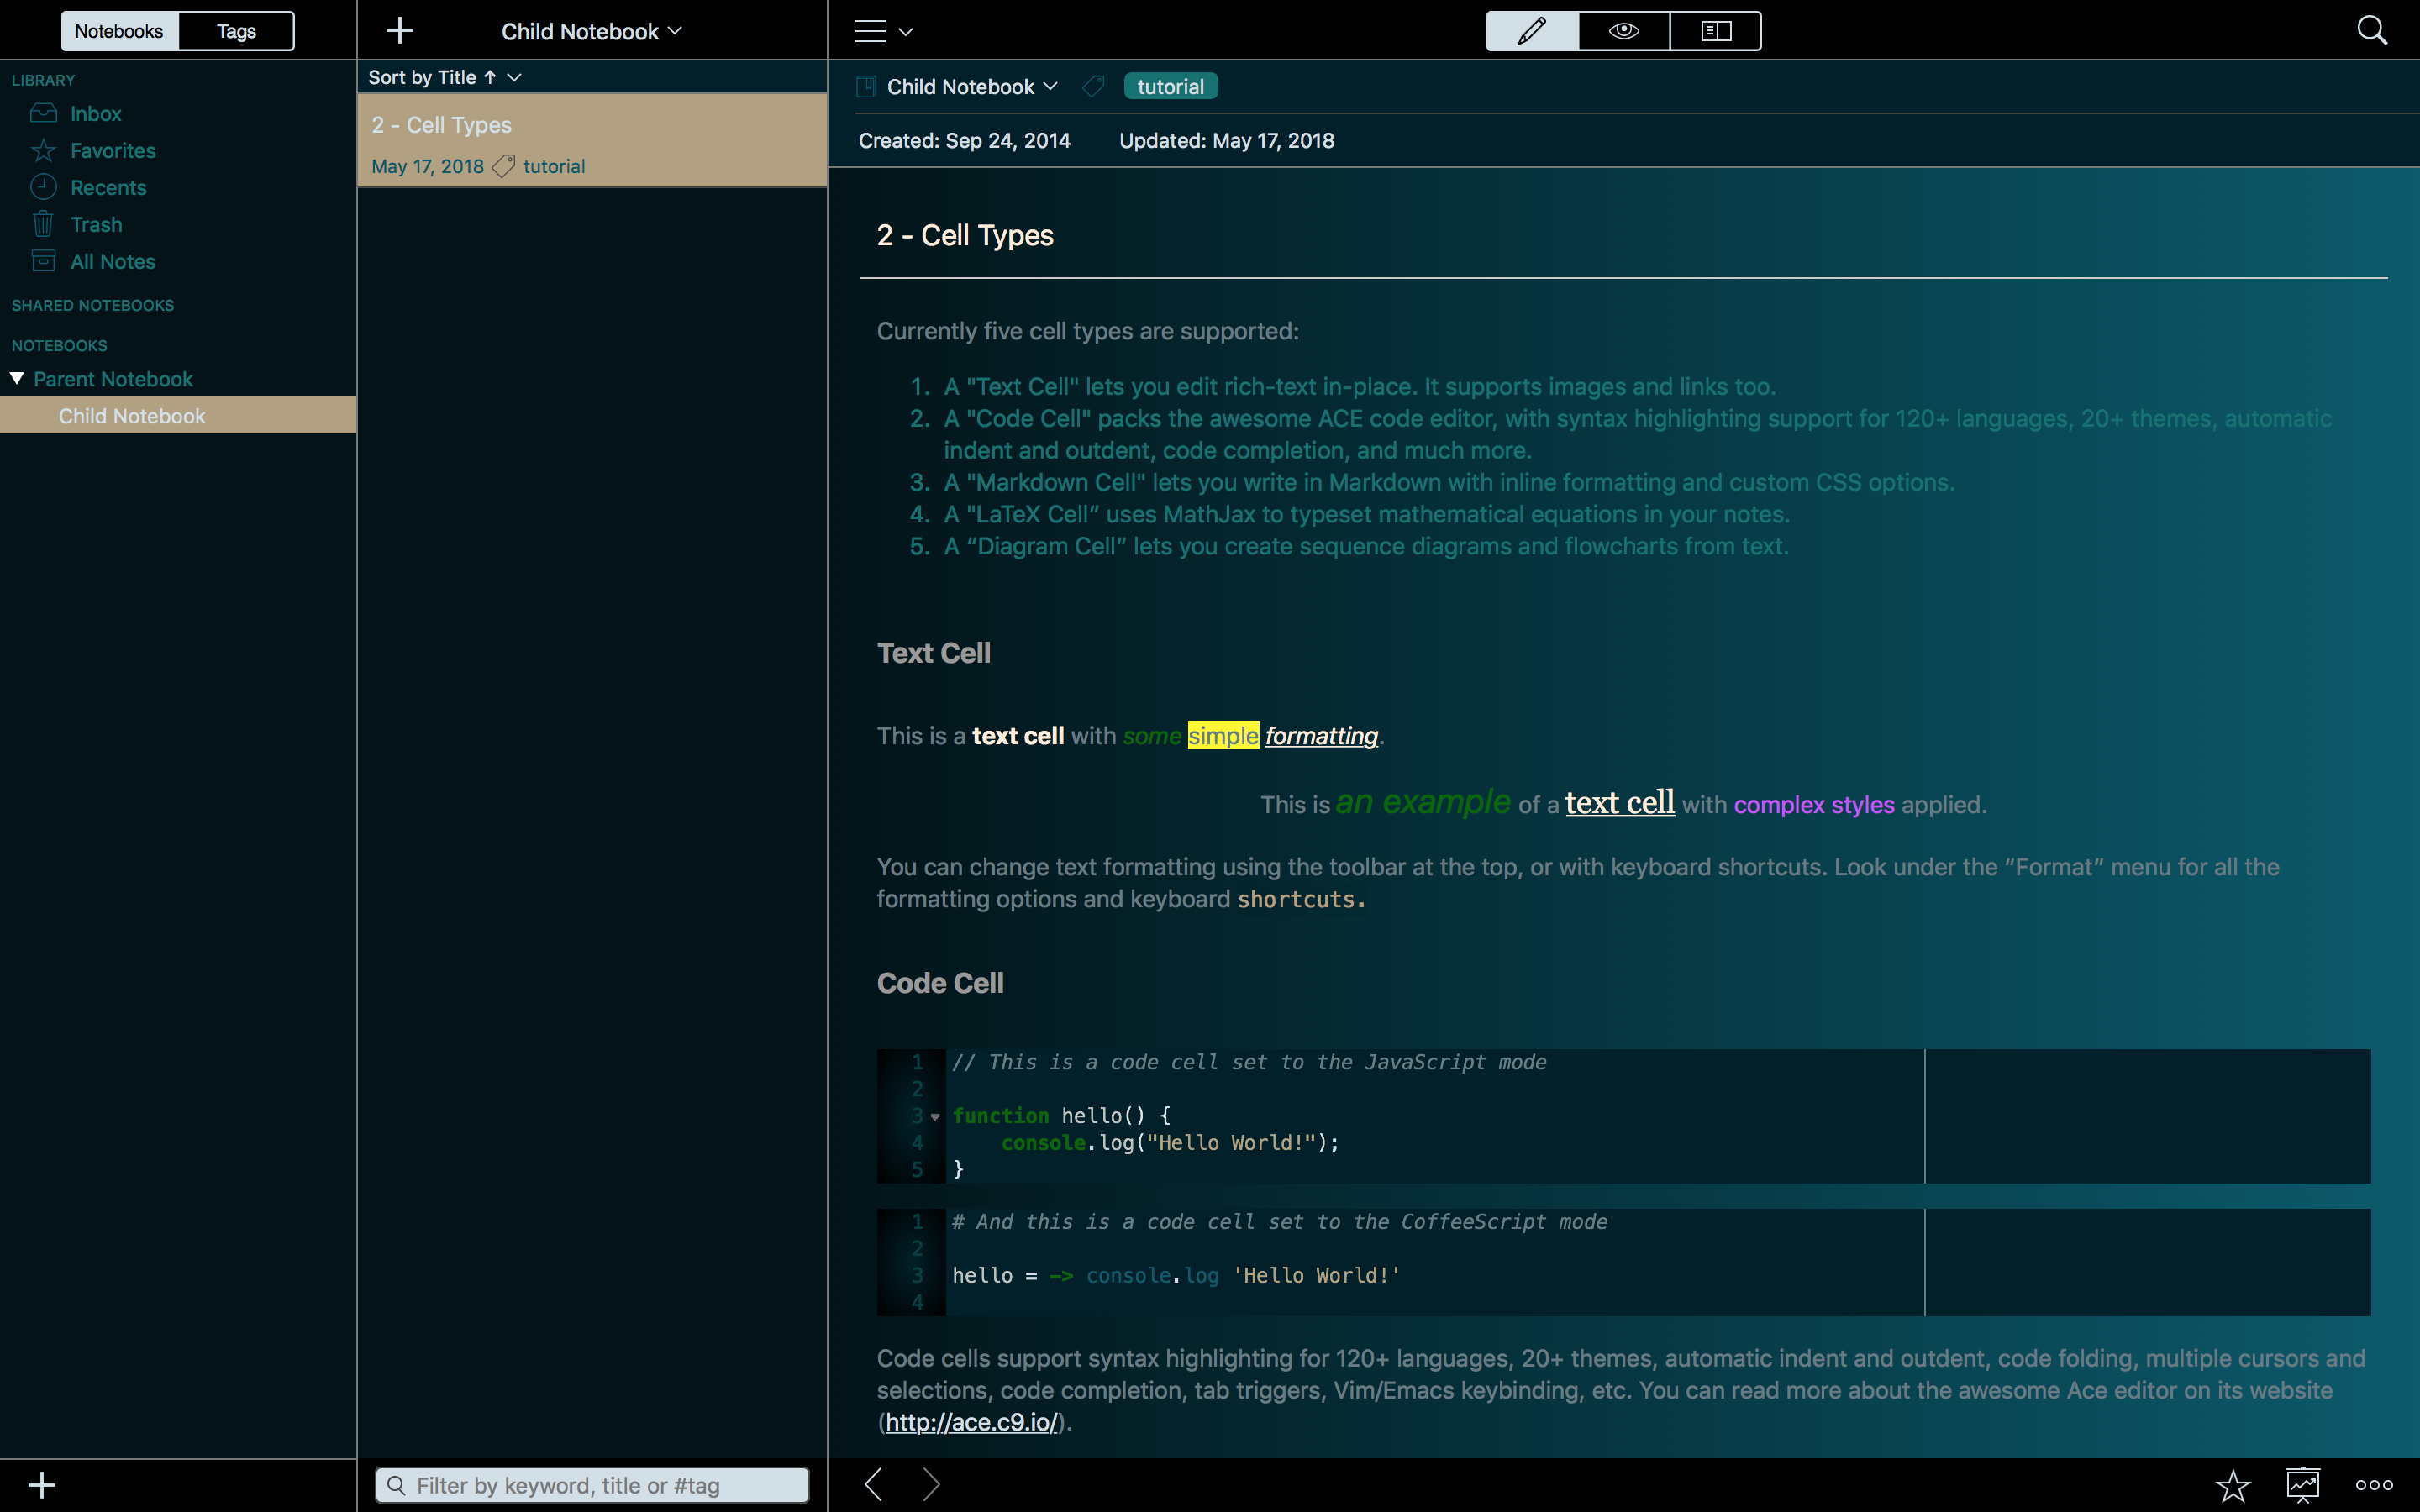 Notebooks
Tags
LIBRARY
Inbox
Favorites
Recents
Trash
All Notes
SHARED NOTEBOOKS
NOTEBOOKS
Parent Notebook
Child Notebook
Child Notebook
Sort by Title ↑
2 - Cell Types
May 17, 2018 tutorial
Filter by keyword, title or #tag
Child Notebook tutorial
Created: Sep 24, 2014 Updated: May 17, 2018
2 - Cell Types
Currently five cell types are supported:
1. A "Text Cell" lets you edit rich-text in-place. It supports images and links too.
2. A "Code Cell" packs the awesome ACE code editor, with syntax highlighting support for 120+ languages, 20+ themes, automatic
indent and outdent, code completion, and much more.
3. A "Markdown Cell" lets you write in Markdown with inline formatting and custom CSS options.
4. A "LaTeX Cell” uses MathJax to typeset mathematical equations in your notes.
5. A “Diagram Cell” lets you create sequence diagrams and flowcharts from text.
Text Cell
This is a text cell with some simple formatting.
This is an example of a text cell with complex styles applied.
You can change text formatting using the toolbar at the top, or with keyboard shortcuts. Look under the “Format” menu for all the
formatting options and keyboard shortcuts.
Code Cell
1 // This is a code cell set to the JavaScript mode
2
3 function hello() {
4     console.log("Hello World!");
5 }
1 # And this is a code cell set to the CoffeeScript mode
2
3 hello = -> console.log 'Hello World!'
4
Code cells support syntax highlighting for 120+ languages, 20+ themes, automatic indent and outdent, code folding, multiple cursors and
selections, code completion, tab triggers, Vim/Emacs keybinding, etc. You can read more about the awesome Ace editor on its website
(http://ace.c9.io/).